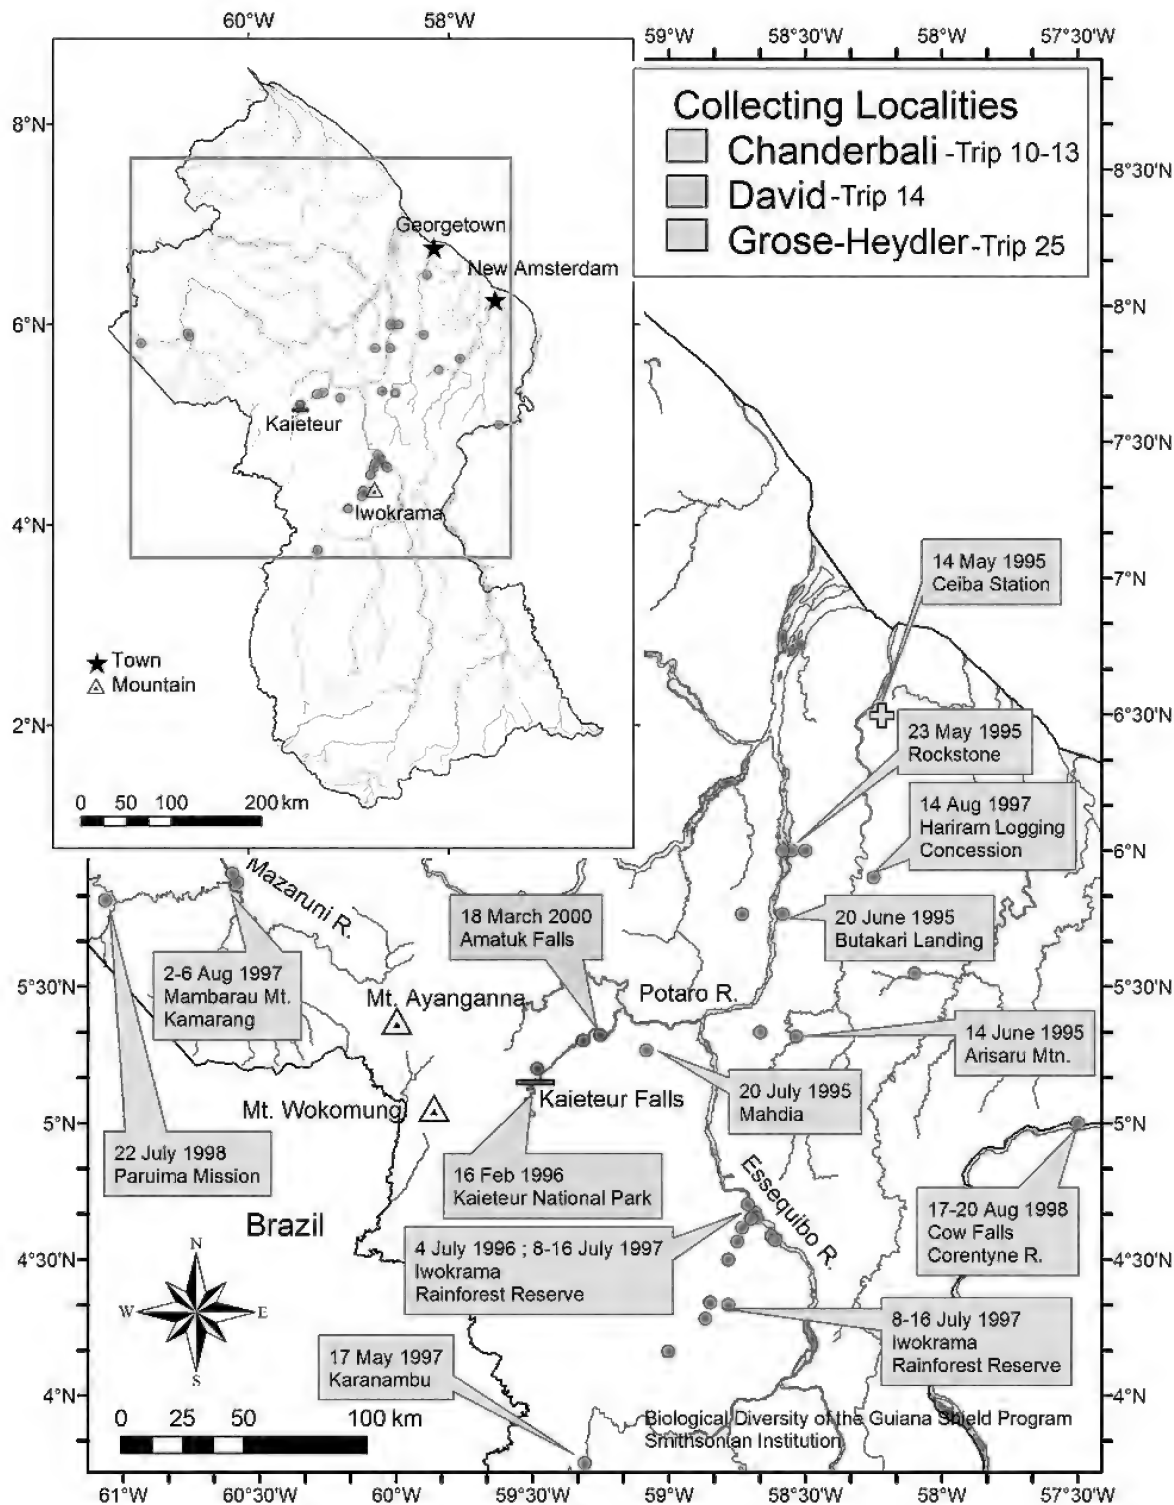 60°W
58°W
59°W
58°30'W
58°W
57°30'W
Collecting Localities
Chanderbali -Trip 10-13
David -Trip 14
Grose-Heydler -Trip 25
8°N
6°N
4°N
2°N
Georgetown
New Amsterdam
Kaieteur
Iwokrama
Town
Mountain
0 50 100 200 km
8°30'N
8°N
7°30'N
7°N
6°30'N
6°N
5°30'N
5°N
4°30'N
4°N
14 May 1995
Ceiba Station
23 May 1995
Rockstone
14 Aug 1997
Hariram Logging
Concession
Mazaruni R.
18 March 2000
Amatuk Falls
20 June 1995
Butakari Landing
2-6 Aug 1997
Mambarau Mt.
Kamarang
Mt. Ayanganna
Potaro R.
14 June 1995
Arisaru Mtn.
20 July 1995
Mahdia
Kaieteur Falls
Mt. Wokomung
22 July 1998
Paruima Mission
16 Feb 1996
Kaieteur National Park
Essequibo R.
17-20 Aug 1998
Cow Falls
Corentyne R.
Brazil
4 July 1996 ; 8-16 July 1997
Iwokrama
Rainforest Reserve
8-16 July 1997
Iwokrama
Rainforest Reserve
N
W
E
S
17 May 1997
Karanambu
5°30'N
5°N
4°30'N
4°N
0 25 50 100 km
Biological Diversity of the Guiana Shield Program
Smithsonian Institution
61°W
60°30'W
60°W
59°30'W
59°W
58°30'W
58°W
57°30'W